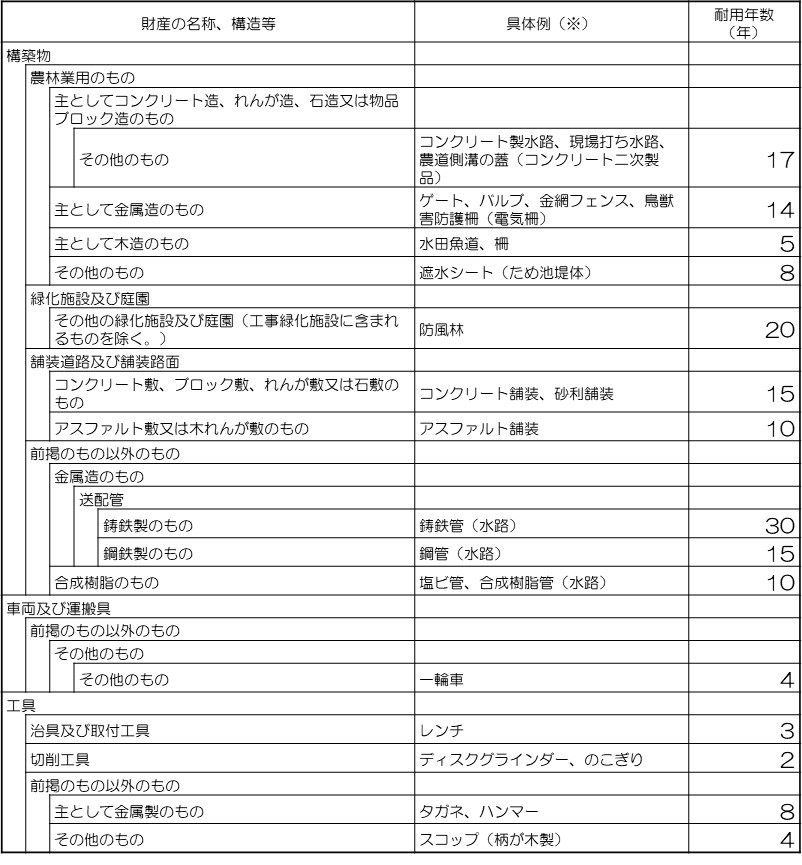 財産の名称、構造等
具体例（※）
耐用年数
（年）
構築物
農林業用のもの
主としてコンクリート造、れんが造、石造又は物品
ブロック造のもの
その他のもの
コンクリート製水路、現場打ち水路、
農道側溝の蓋（コンクリート二次製
品）
17
主として金属造のもの
ゲート、バルブ、金網フェンス、鳥獣
害防護柵（電気柵）
14
主として木造のもの
水田魚道、柵
5
その他のもの
遮水シート（ため池堤体）
8
緑化施設及び庭園
その他の緑化施設及び庭園（工事緑化施設に含まれ
るものを除く。）
防風林
20
舗装道路及び舗装路面
コンクリート敷、ブロック敷、れんが敷又は石敷の
もの
コンクリート舗装、砂利舗装
15
アスファルト敷又は木れんが敷のもの
アスファルト舗装
10
前掲のもの以外のもの
金属造のもの
送配管
鋳鉄製のもの
鋳鉄管（水路）
30
鋼鉄製のもの
鋼管（水路）
15
合成樹脂のもの
塩ビ管、合成樹脂管（水路）
10
車両及び運搬具
前掲のもの以外のもの
その他のもの
その他のもの
一輪車
4
工具
治具及び取付工具
レンチ
3
切削工具
ディスクグラインダー、のこぎり
2
前掲のもの以外のもの
主として金属製のもの
タガネ、ハンマー
8
その他のもの
スコップ（柄が木製）
4